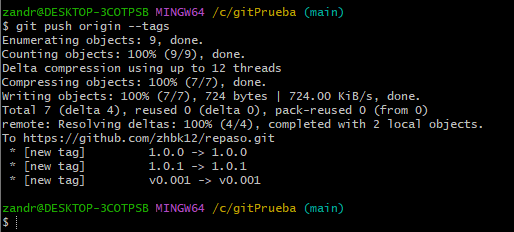 zandr@DESKTOP-3COTPSB MINGW64 /c/gitPrueba (main)
$ git push origin --tags
Enumerating objects: 9, done.
Counting objects: 100% (9/9), done.
Delta compression using up to 12 threads
Compressing objects: 100% (7/7), done.
Writing objects: 100% (7/7), 724 bytes | 724.00 KiB/s, done.
Total 7 (delta 4), reused 0 (delta 0), pack-reused 0 (from 0)
remote: Resolving deltas: 100% (4/4), completed with 2 local objects.
To https://github.com/zhbk12/repaso.git
 * [new tag]         1.0.0 -> 1.0.0
 * [new tag]         1.0.1 -> 1.0.1
 * [new tag]         v0.001 -> v0.001
zandr@DESKTOP-3COTPSB MINGW64 /c/gitPrueba (main)
$